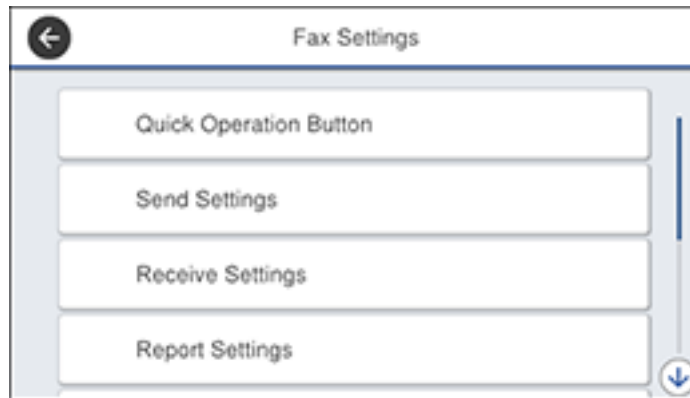 Fax Settings
Quick Operation Button
Send Settings
Receive Settings
Report Settings